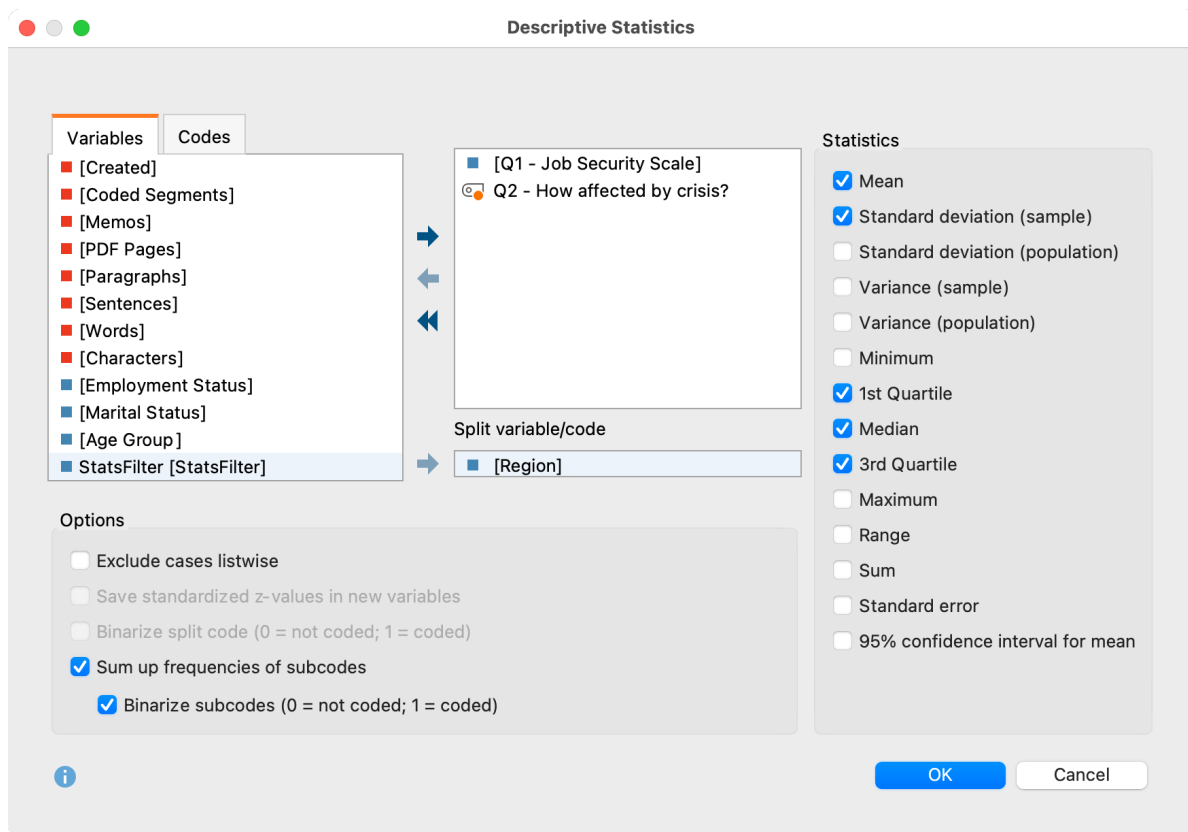 Descriptive Statistics
Variables
Codes
[Created]
[Coded Segments]
[Memos]
[PDF Pages]
[Paragraphs]
[Sentences]
[Words]
[Characters]
[Employment Status]
[Marital Status]
[Age Group]
StatsFilter [StatsFilter]
[Q1 - Job Security Scale]
Q2 - How affected by crisis?
Split variable/code
[Region]
Statistics
Mean
Standard deviation (sample)
Standard deviation (population)
Variance (sample)
Variance (population)
Minimum
1st Quartile
Median
3rd Quartile
Maximum
Range
Sum
Standard error
95% confidence interval for mean
Options
Exclude cases listwise
Save standardized z-values in new variables
Binarize split code (0 = not coded; 1 = coded)
Sum up frequencies of subcodes
Binarize subcodes (0 = not coded; 1 = coded)
OK
Cancel